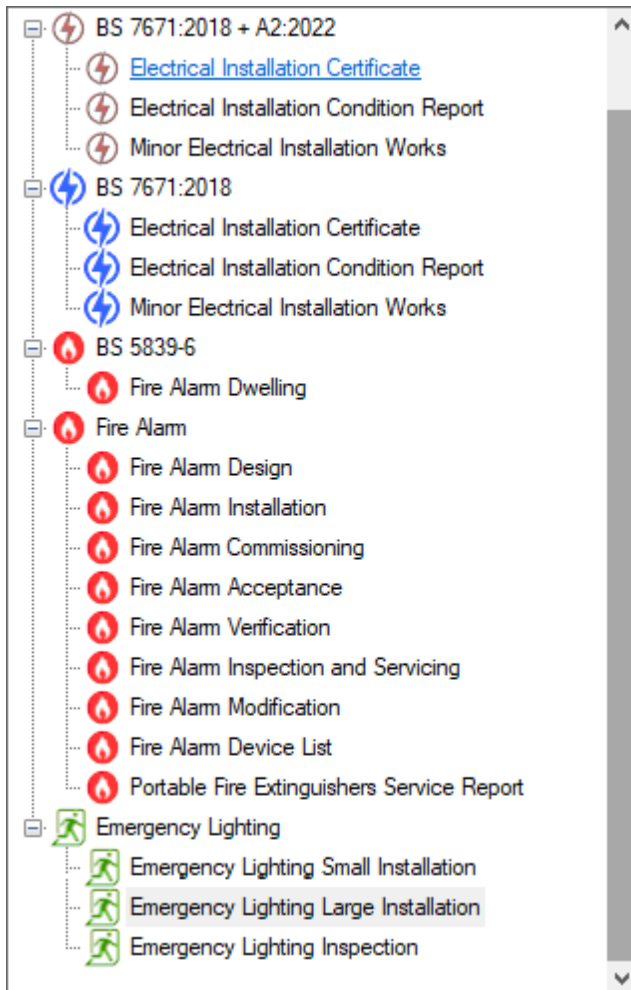 BS 7671:2018 + A2:2022
Electrical Installation Certificate
Electrical Installation Condition Report
Minor Electrical Installation Works
BS 7671:2018
Electrical Installation Certificate
Electrical Installation Condition Report
Minor Electrical Installation Works
BS 5839-6
Fire Alarm Dwelling
Fire Alarm
Fire Alarm Design
Fire Alarm Installation
Fire Alarm Commissioning
Fire Alarm Acceptance
Fire Alarm Verification
Fire Alarm Inspection and Servicing
Fire Alarm Modification
Fire Alarm Device List
Portable Fire Extinguishers Service Report
Emergency Lighting
Emergency Lighting Small Installation
Emergency Lighting Large Installation
Emergency Lighting Inspection